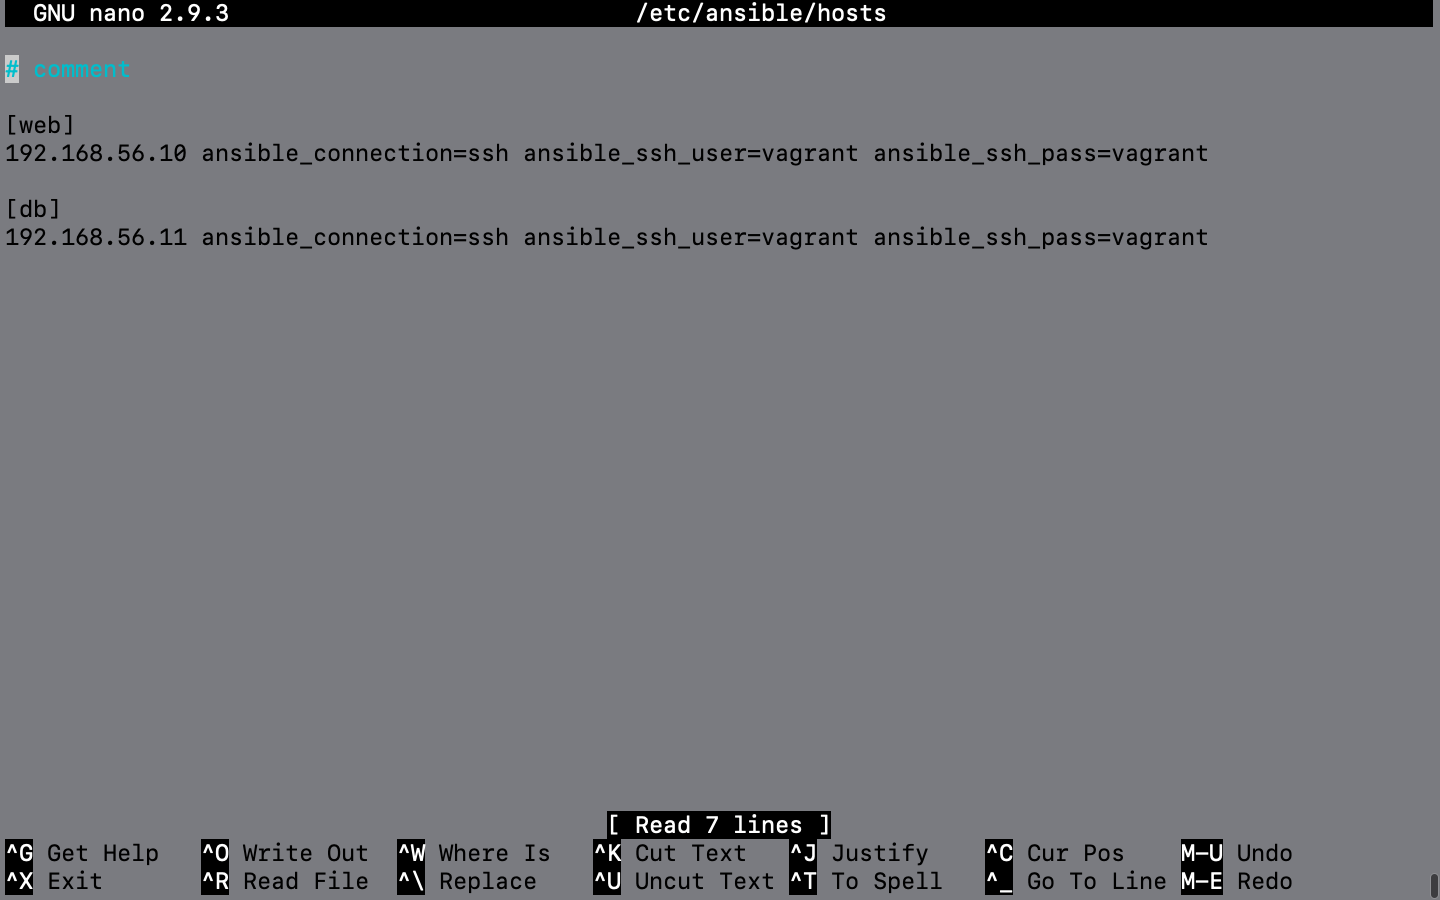 GNU nano 2.9.3 /etc/ansible/hosts
# comment
[web]
192.168.56.10 ansible_connection=ssh ansible_ssh_user=vagrant ansible_ssh_pass=vagrant
[db]
192.168.56.11 ansible_connection=ssh ansible_ssh_user=vagrant ansible_ssh_pass=vagrant
[ Read 7 lines ]
^G Get Help ^O Write Out ^W Where Is ^K Cut Text ^J Justify ^C Cur Pos M-U Undo
^X Exit ^R Read File ^\ Replace ^U Uncut Text ^T To Spell ^_ Go To Line M-E Redo